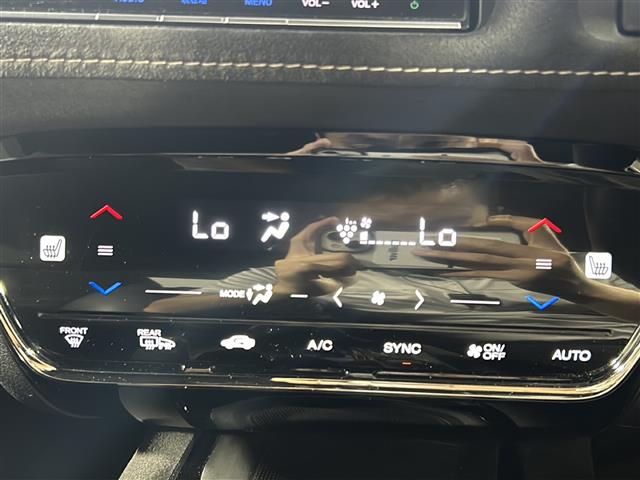 MENU VOL− VOL+
Lo Lo
MODE
FRONT REAR A/C SYNC ON/OFF AUTO